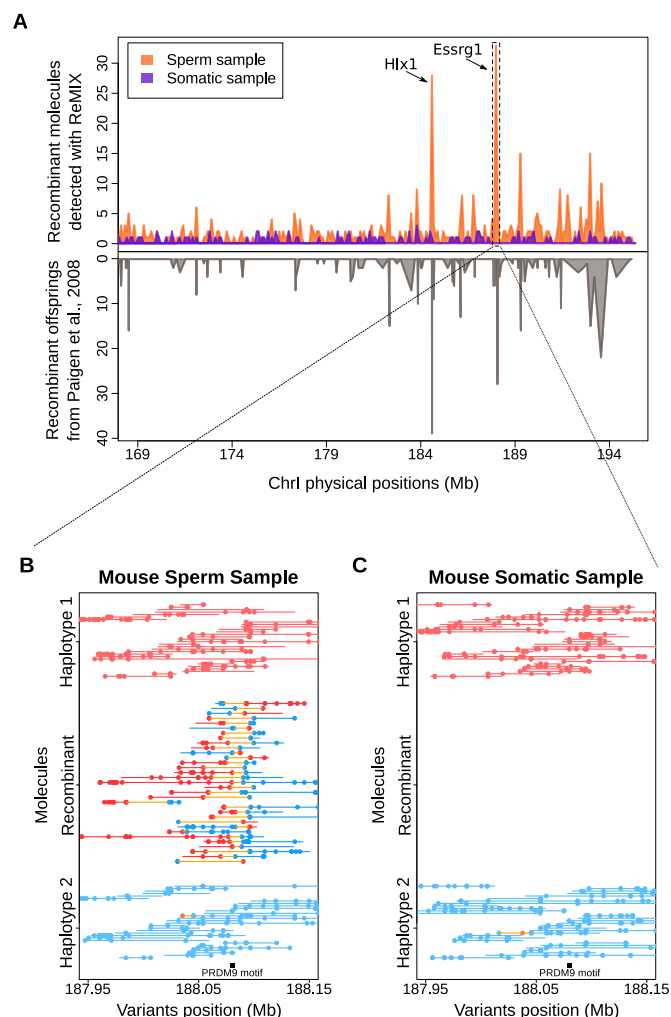 A
Recombinant molecules
detected with ReMIX
30
25
20
15
10
5
0
Sperm sample
Somatic sample
Hlx1
Essrg1
Recombinant offsprings
from Paigen et al., 2008
0
10
20
30
40
169
174
179
184
189
194
ChrI physical positions (Mb)
B
Mouse Sperm Sample
Molecules
Haplotype 1
Recombinant
Haplotype 2
PRDM9 motif
187.95
188.05
188.15
Variants position (Mb)
C
Mouse Somatic Sample
Molecules
Haplotype 1
Recombinant
Haplotype 2
PRDM9 motif
187.95
188.05
188.15
Variants position (Mb)